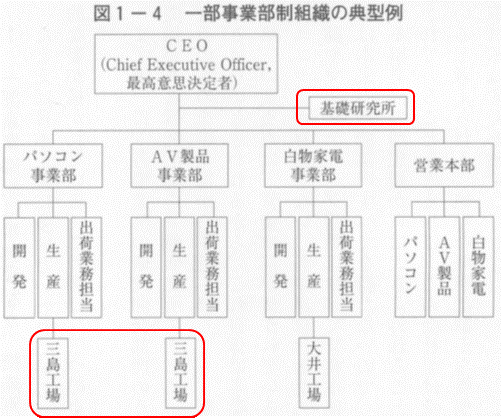 図1－4　一部事業部制組織の典型例
CEO
(Chief Executive Officer,
最高意思決定者)
基礎研究所
パソコン
事業部
AV製品
事業部
白物家電
事業部
営業本部
開発
生産
出荷業務担当
開発
生産
出荷業務担当
開発
生産
出荷業務担当
パソコン
AV製品
白物家電
三島工場
三島工場
大井工場